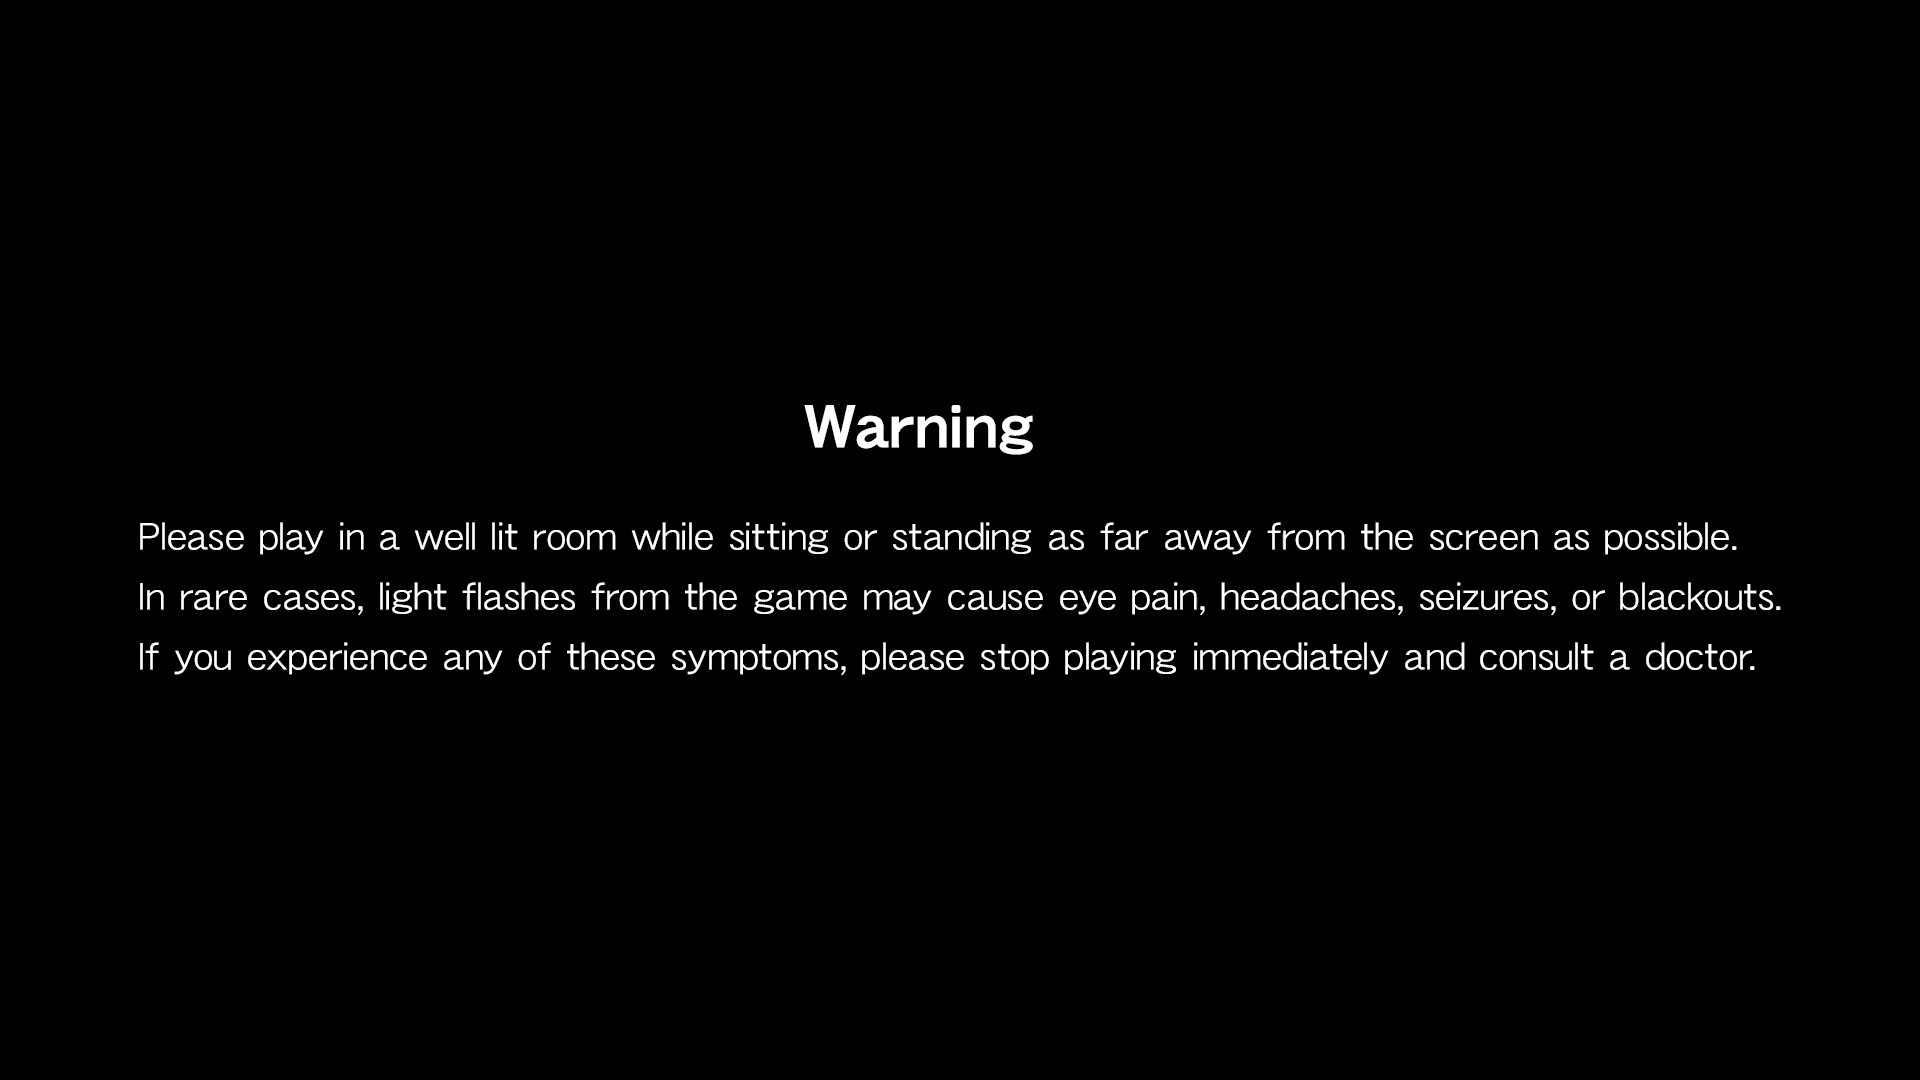 Warning
Please play in a well lit room while sitting or standing as far away from the screen as possible.
In rare cases, light flashes from the game may cause eye pain, headaches, seizures, or blackouts.
If you experience any of these symptoms, please stop playing immediately and consult a doctor.